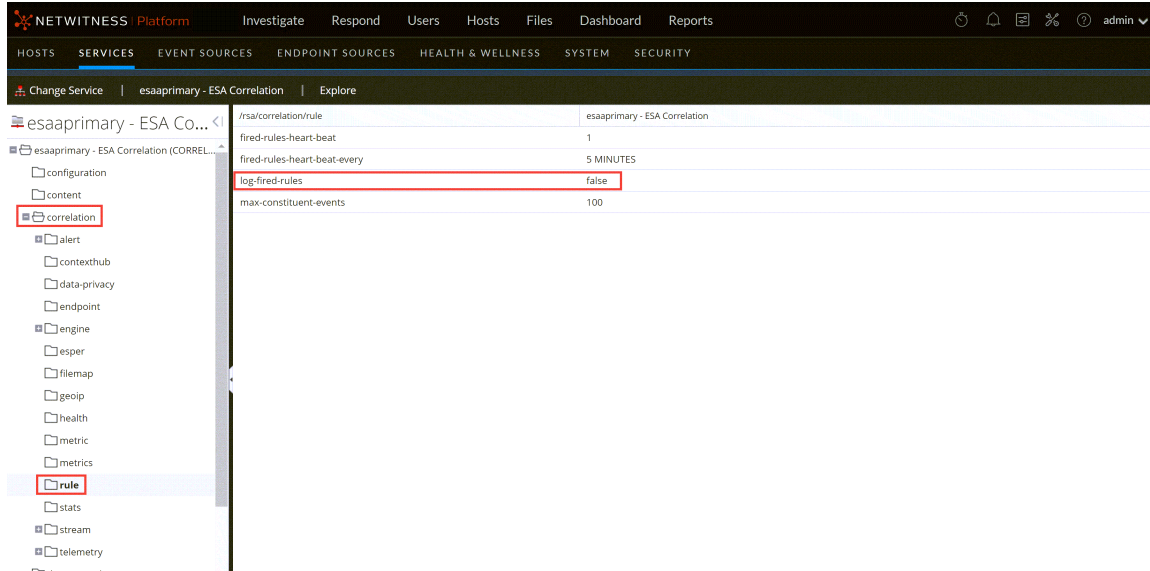 NETWITNESS Platform Investigate Respond Users Hosts Files Dashboard Reports admin
HOSTS SERVICES EVENT SOURCES ENDPOINT SOURCES HEALTH & WELLNESS SYSTEM SECURITY
Change Service | esaaprimary - ESA Correlation | Explore
esaaprimary - ESA Co...
esaaprimary - ESA Correlation (CORREL...
configuration
content
correlation
alert
contexthub
data-privacy
endpoint
engine
esper
filemap
geoip
health
metric
metrics
rule
stats
stream
telemetry
/rsa/correlation/rule esaaprimary - ESA Correlation
fired-rules-heart-beat 1
fired-rules-heart-beat-every 5 MINUTES
log-fired-rules false
max-constituent-events 100